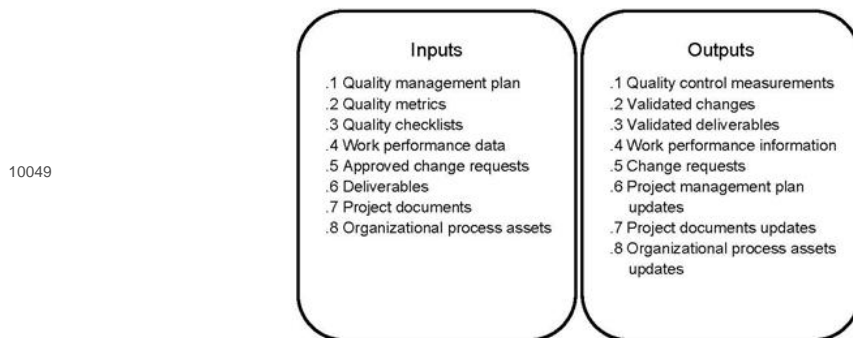 10049
Inputs
.1 Quality management plan
.2 Quality metrics
.3 Quality checklists
.4 Work performance data
.5 Approved change requests
.6 Deliverables
.7 Project documents
.8 Organizational process assets
Outputs
.1 Quality control measurements
.2 Validated changes
.3 Validated deliverables
.4 Work performance information
.5 Change requests
.6 Project management plan
updates
.7 Project documents updates
.8 Organizational process assets
updates